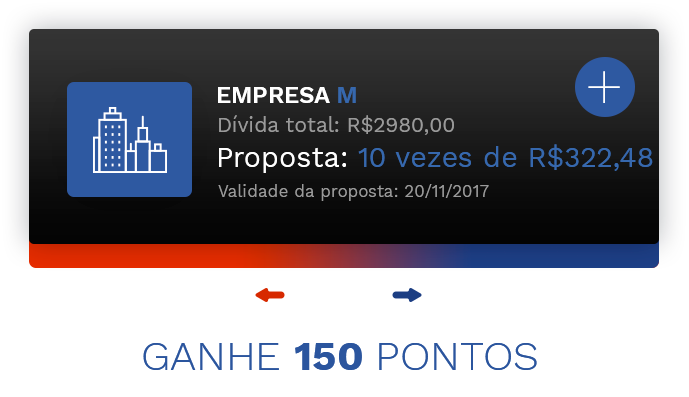 EMPRESA M
Dívida total: R$2980,00
Proposta: 10 vezes de R$322,48
Validade da proposta: 20/11/2017
GANHE 150 PONTOS